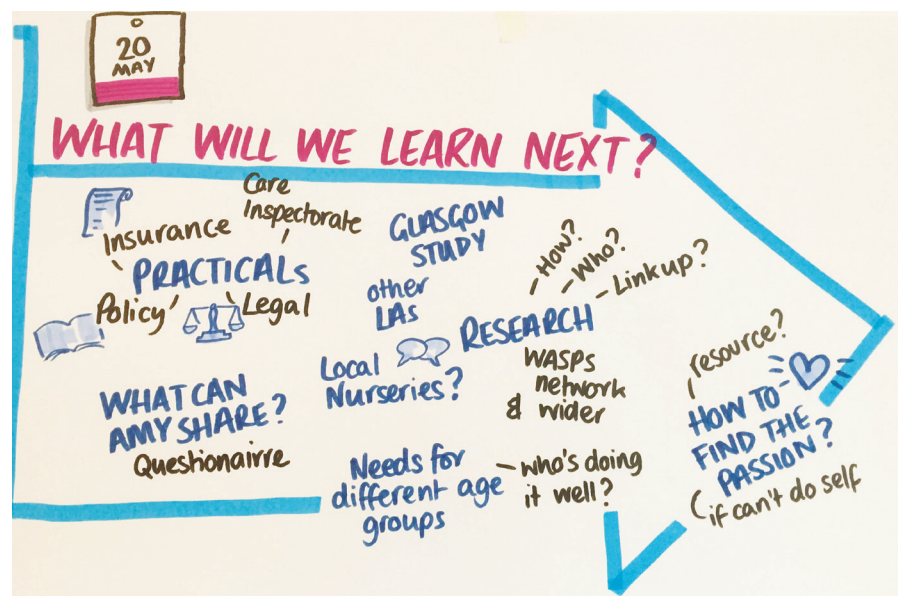 20
MAY
WHAT WILL WE LEARN NEXT?
Care
Inspectorate
Insurance
PRACTICALS
Policy
Legal
GLASGOW
STUDY
other
LAs
How?
Who?
Link up?
RESEARCH
Local
Nurseries?
WASPs
network
& wider
WHAT CAN
AMY SHARE?
Questionairre
Needs for
different age
groups
who's doing
it well?
resource?
HOW TO
FIND THE
PASSION?
if can't do self